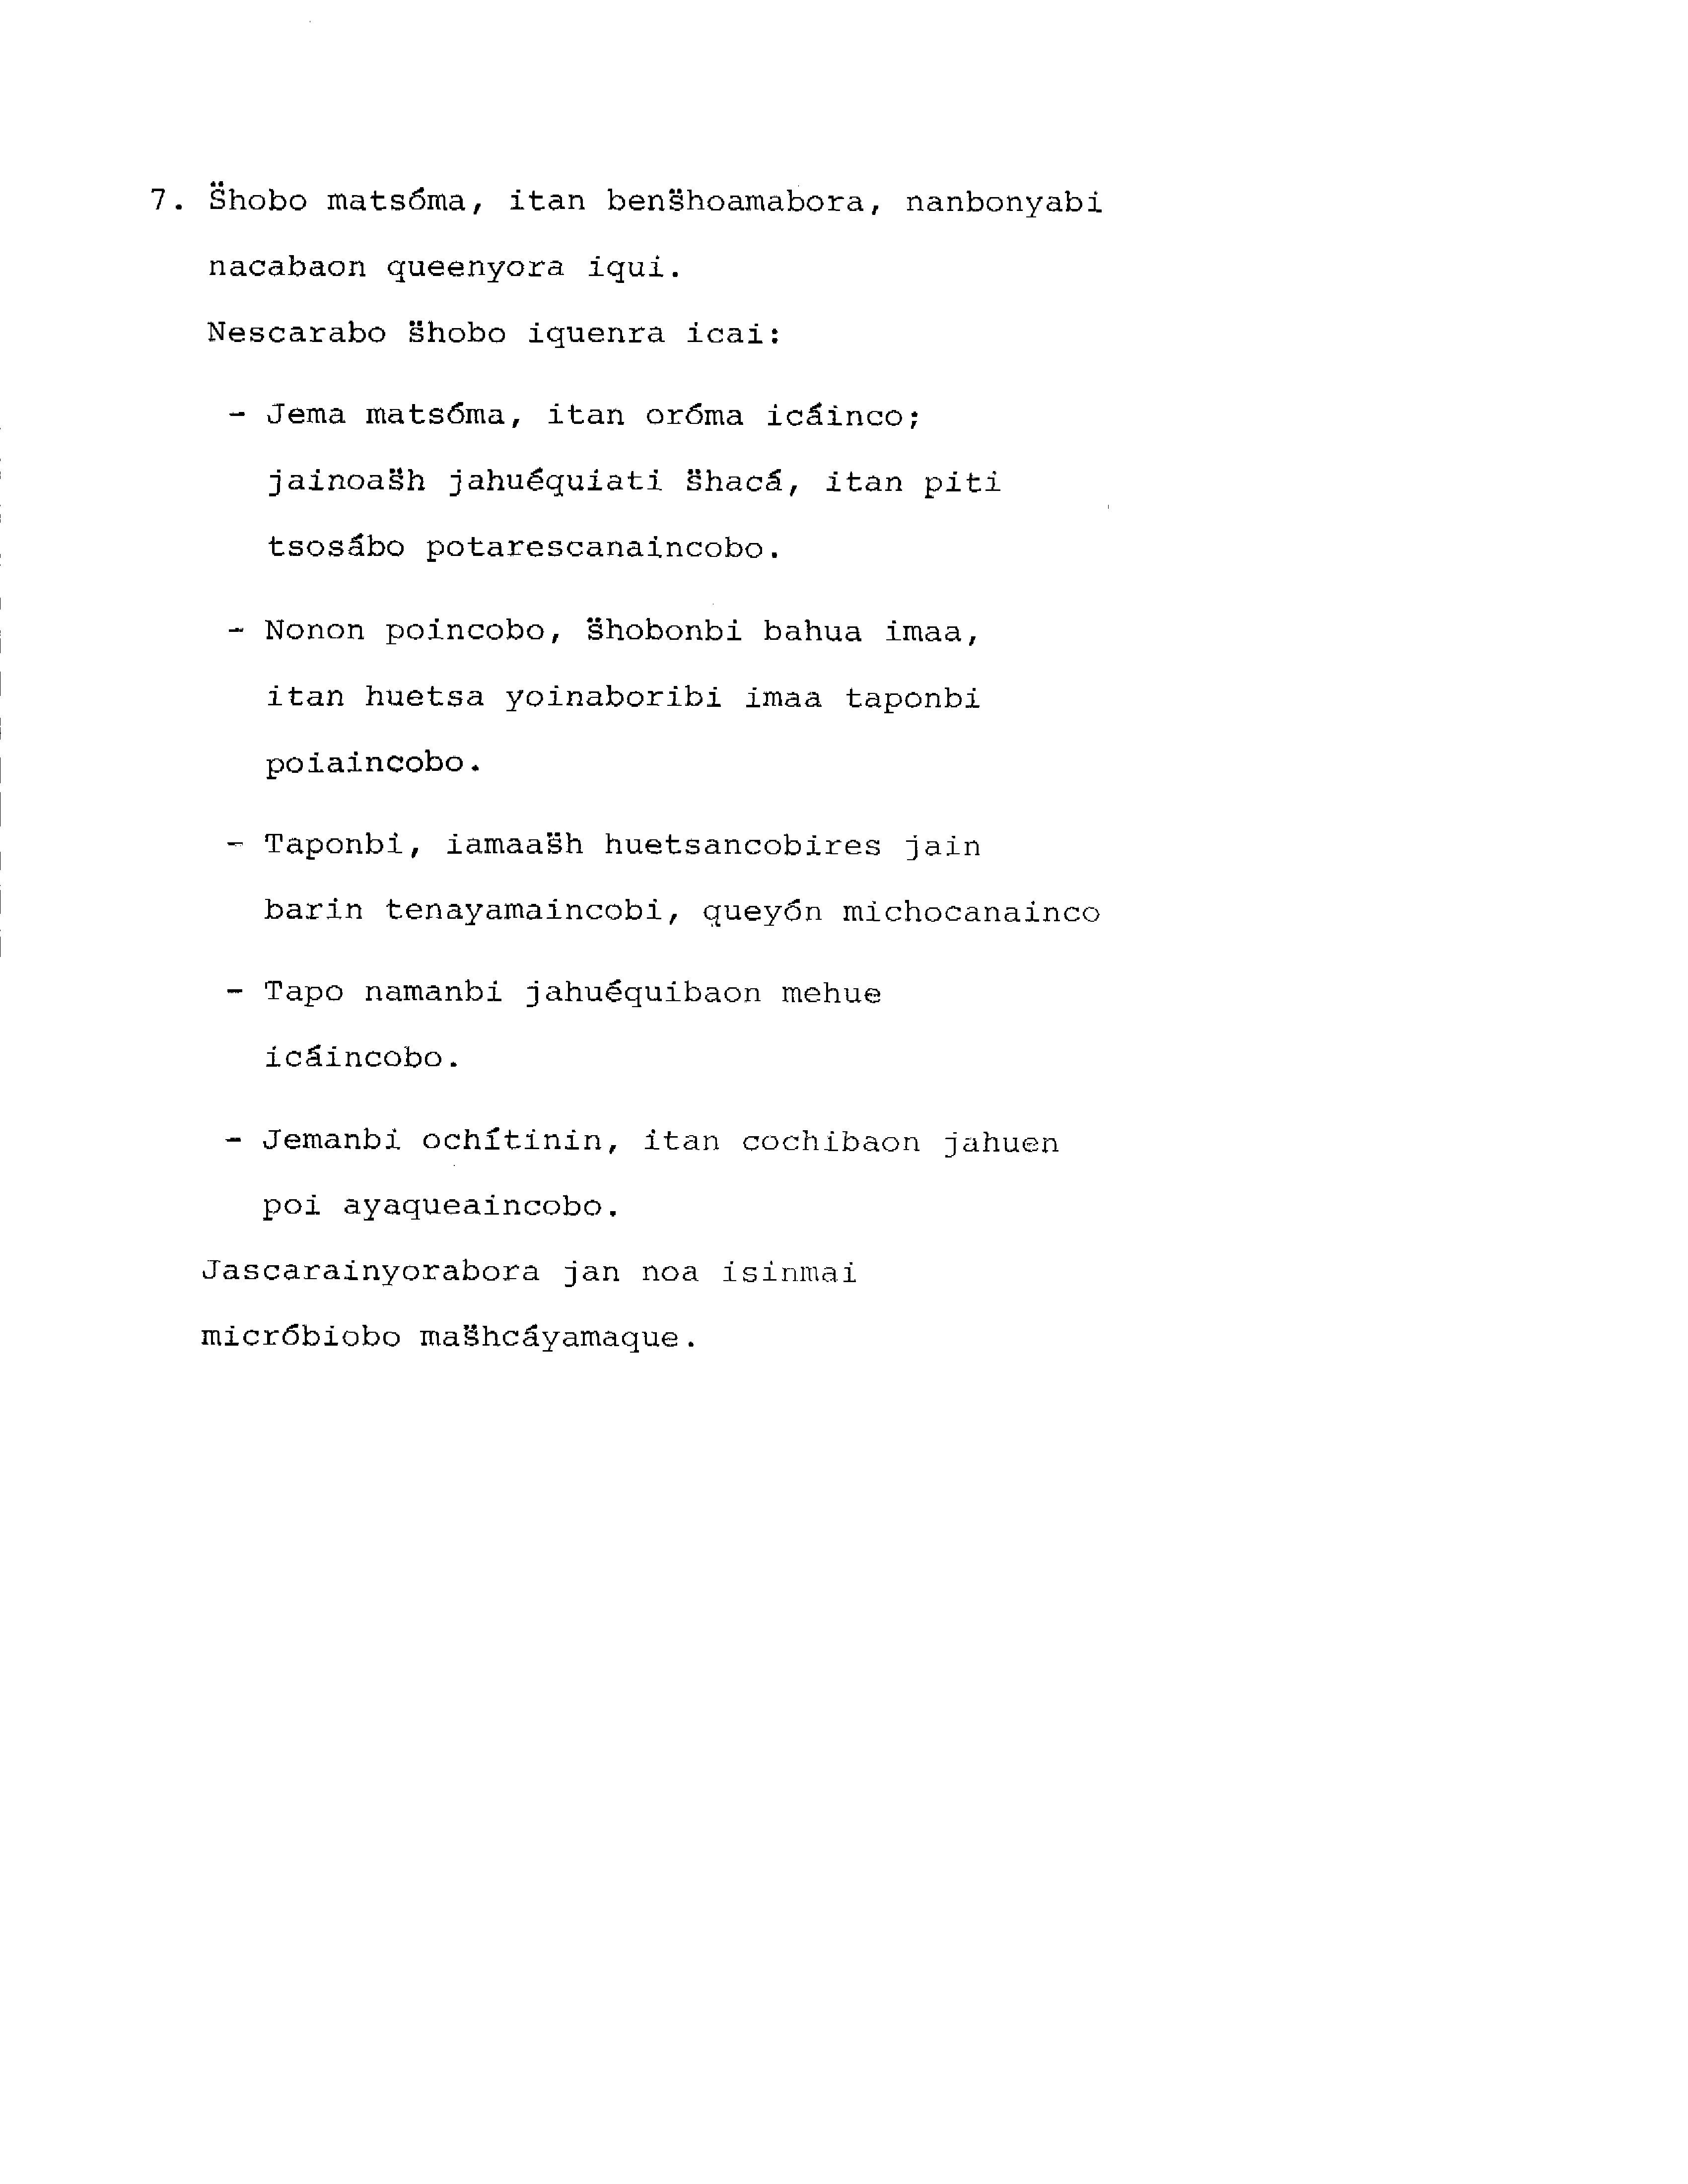 7. S̈hobo matsóma, itan bens̈hoamabora, nanbonyabi
nacabaon queenyora iqui.
Nescarabo s̈hobo iquenra icai:
- Jema matsóma, itan oróma icáinco;
jainoas̈h jahuéquiati s̈hacá, itan piti
tsosábo potarescanaincobo.
- Nonon poincobo, s̈hobonbi bahua imaa,
itan huetsa yoinaboribi imaa taponbi
poiaincobo.
- Taponbi, iamaas̈h huetsancobires jain
barin tenayamaincobi, queyón michocanainco
- Tapo namanbi jahuéquibaon mehue
icáincobo.
- Jemanbi ochítinin, itan cochibaon jahuen
poi ayaqueaincobo.
Jascarainyorabora jan noa isinmai
micróbiobo mas̈hcáyamaque.